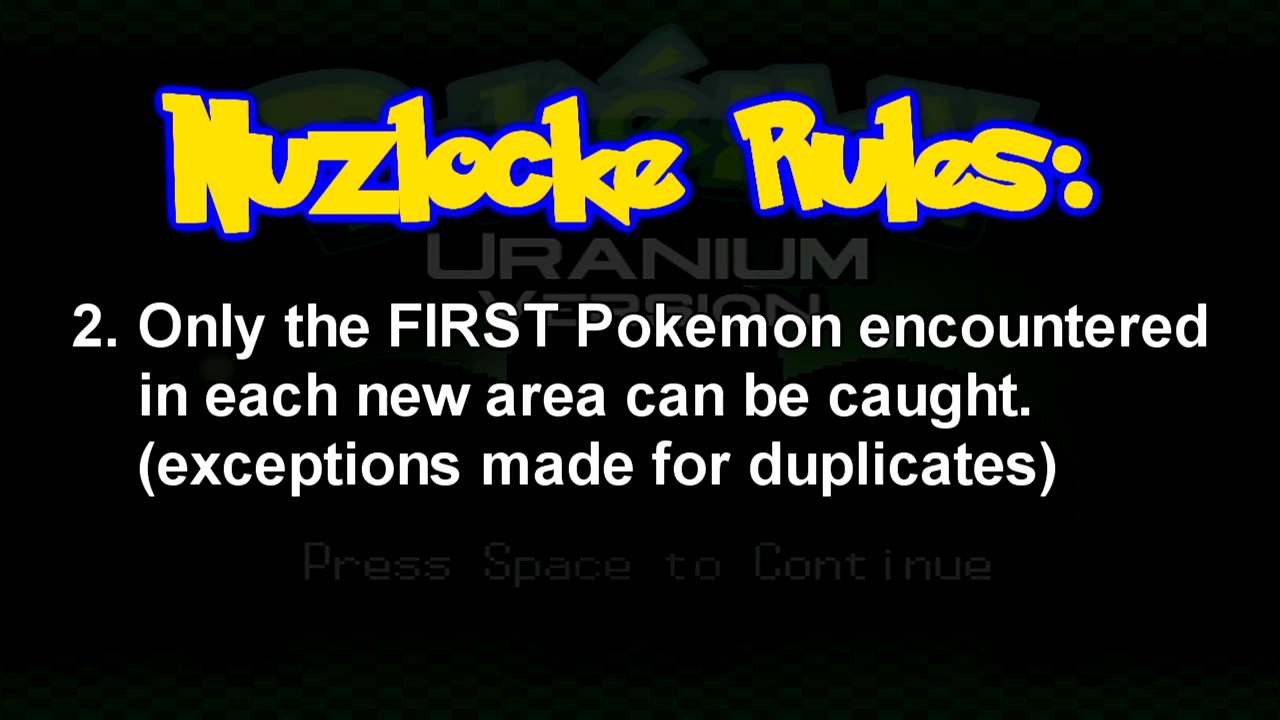 Nuzlocke Rules:
URANIUM
VERSION
2. Only the FIRST Pokemon encountered
in each new area can be caught.
(exceptions made for duplicates)
Press Space to Continue